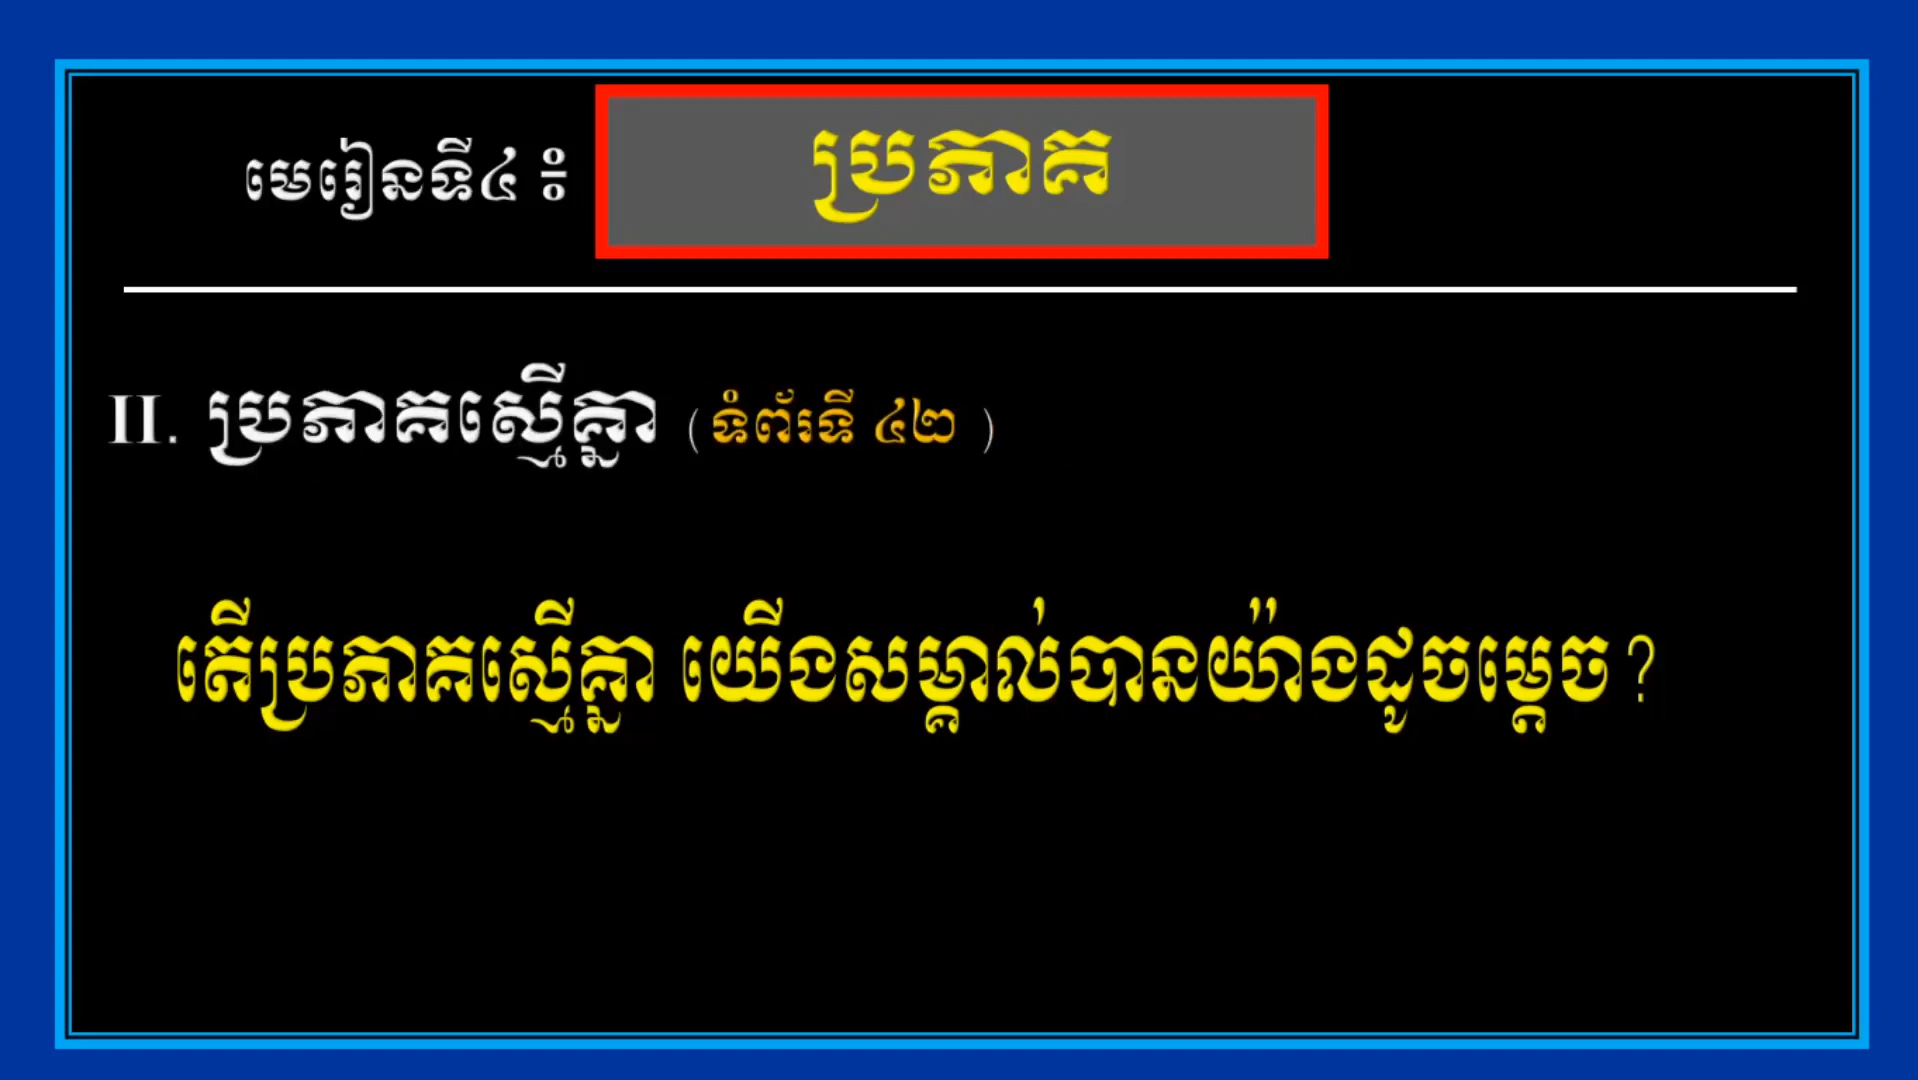 មេរៀនទី៤ ៖ ប្រភាគ
II. ប្រភាគស្មើគ្នា ( ទំព័រទី ៤២ )
តើប្រភាគស្មើគ្នា យើងសម្គាល់បានយ៉ាងដូចម្ដេច ?